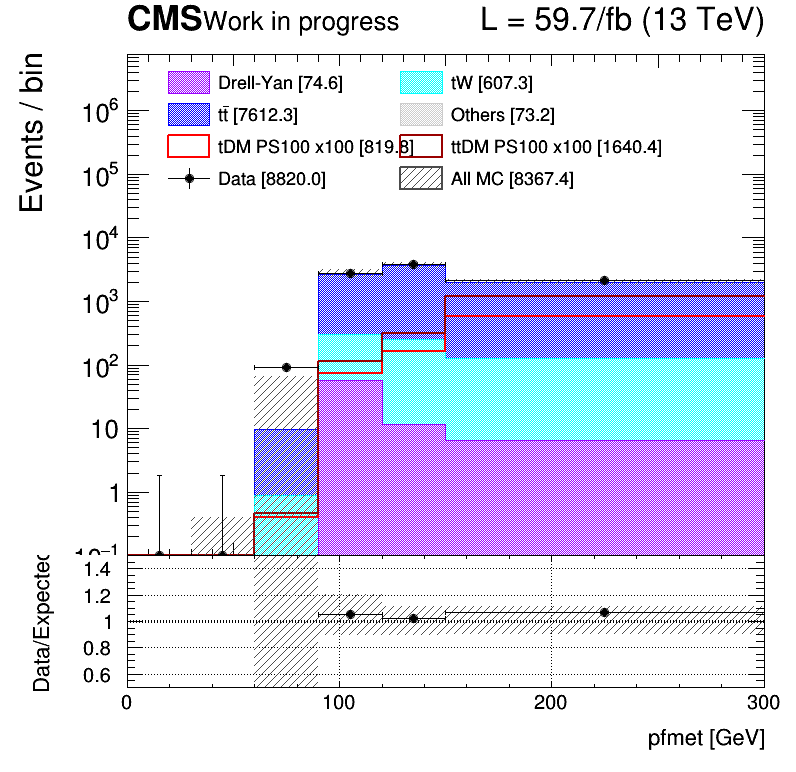 CMS Work in progress L = 59.7/fb (13 TeV)
Events / bin
Drell-Yan [74.6] tW [607.3]
tt̄ [7612.3] Others [73.2]
tDM PS100 x100 [819.8] ttDM PS100 x100 [1640.4]
Data [8820.0] All MC [8367.4]
10⁶
10⁵
10⁴
10³
10²
10
1
10⁻¹
Data/Expected
1.4
1.2
1
0.8
0.6
0 100 200 300
pfmet [GeV]